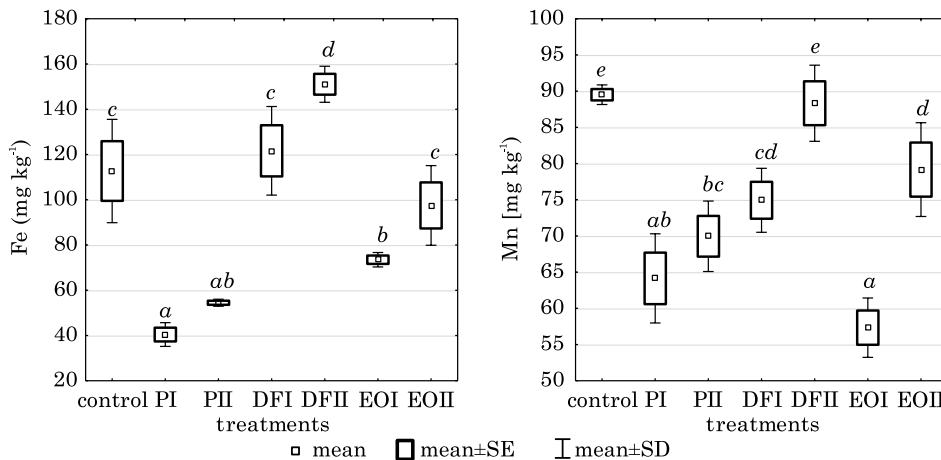 Fe (mg kg⁻¹)
180
160
140
120
100
80
60
40
20
c
a
ab
c
d
b
c
control PI PII DFI DFII EOI EOII
treatments
Mn [mg kg⁻¹)
100
95
90
85
80
75
70
65
60
55
50
e
ab
bc
cd
e
a
d
control PI PII DFI DFII EOI EOII
treatments
mean mean±SE mean±SD